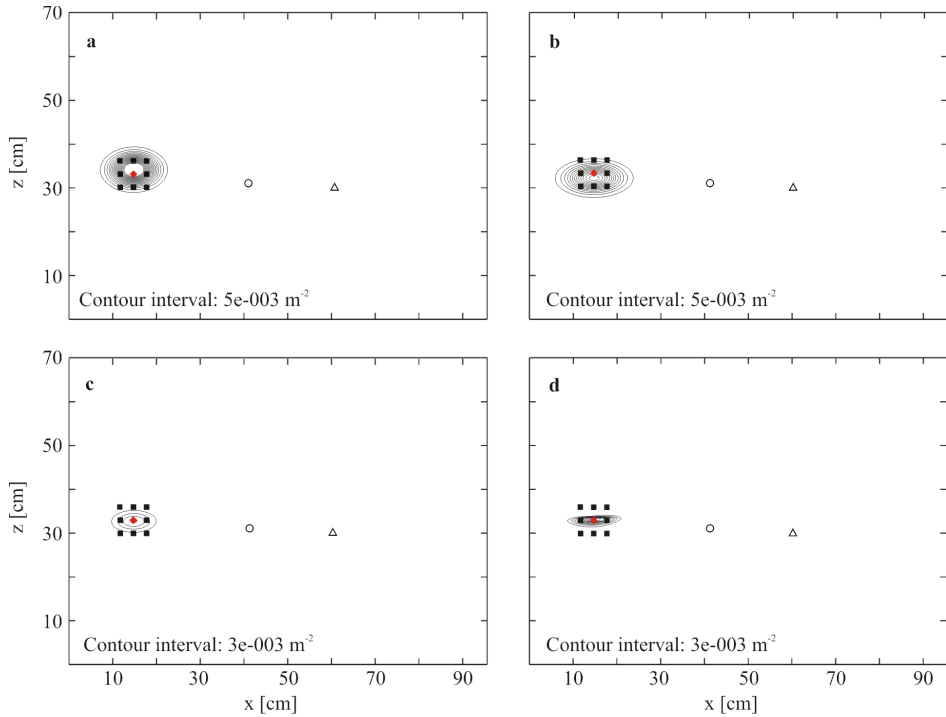 70
a
50
z [cm]
30
10
Contour interval: 5e-003 m-2
b
Contour interval: 5e-003 m-2
70
c
50
z [cm]
30
10
Contour interval: 3e-003 m-2
10 30 50 70 90
x [cm]
d
Contour interval: 3e-003 m-2
10 30 50 70 90
x [cm]